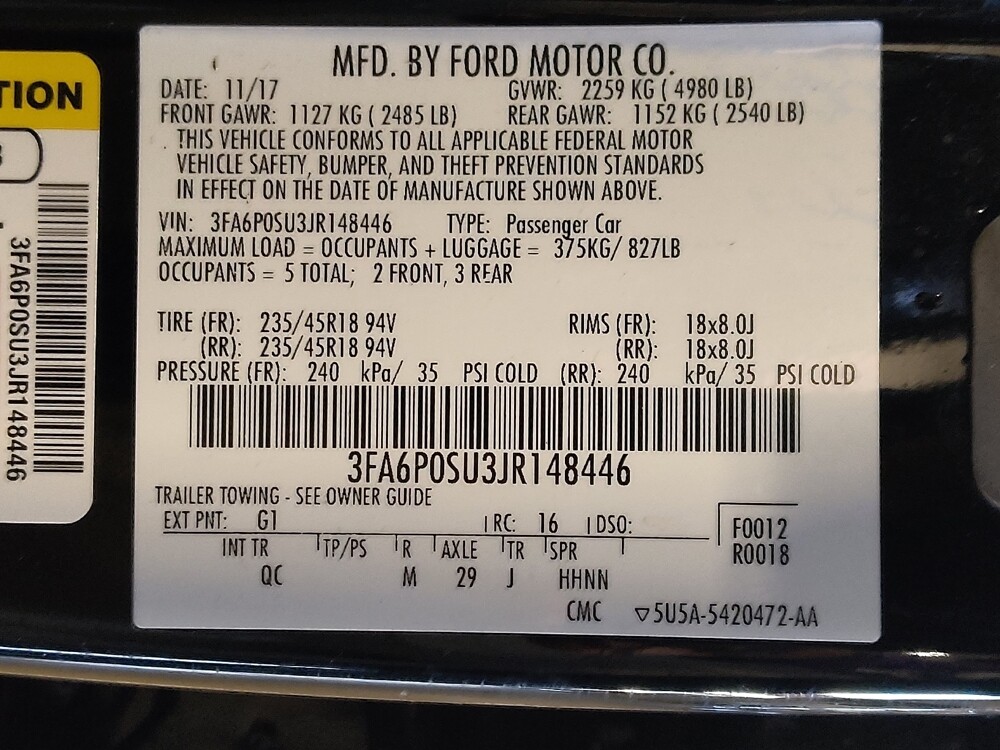 MFD. BY FORD MOTOR CO.
DATE: 11/17 GVWR: 2259 KG ( 4980 LB)
FRONT GAWR: 1127 KG ( 2485 LB) REAR GAWR: 1152 KG ( 2540 LB)
THIS VEHICLE CONFORMS TO ALL APPLICABLE FEDERAL MOTOR
VEHICLE SAFETY, BUMPER, AND THEFT PREVENTION STANDARDS
IN EFFECT ON THE DATE OF MANUFACTURE SHOWN ABOVE.
VIN: 3FA6P0SU3JR148446 TYPE: Passenger Car
MAXIMUM LOAD = OCCUPANTS + LUGGAGE = 375KG/ 827LB
OCCUPANTS = 5 TOTAL; 2 FRONT, 3 REAR
TIRE (FR): 235/45R18 94V RIMS (FR): 18x8.0J
(RR): 235/45R18 94V (RR): 18x8.0J
PRESSURE (FR): 240 kPa/ 35 PSI COLD (RR): 240 kPa/ 35 PSI COLD
3FA6P0SU3JR148446
TRAILER TOWING - SEE OWNER GUIDE
EXT PNT: G1 RC: 16 DSO: F0012
R0018
INT TR TP/PS R AXLE TR SPR
QC M 29 J HHNN
CMC ▽5U5A-5420472-AA
TION
3FA6P0SU3JR148446